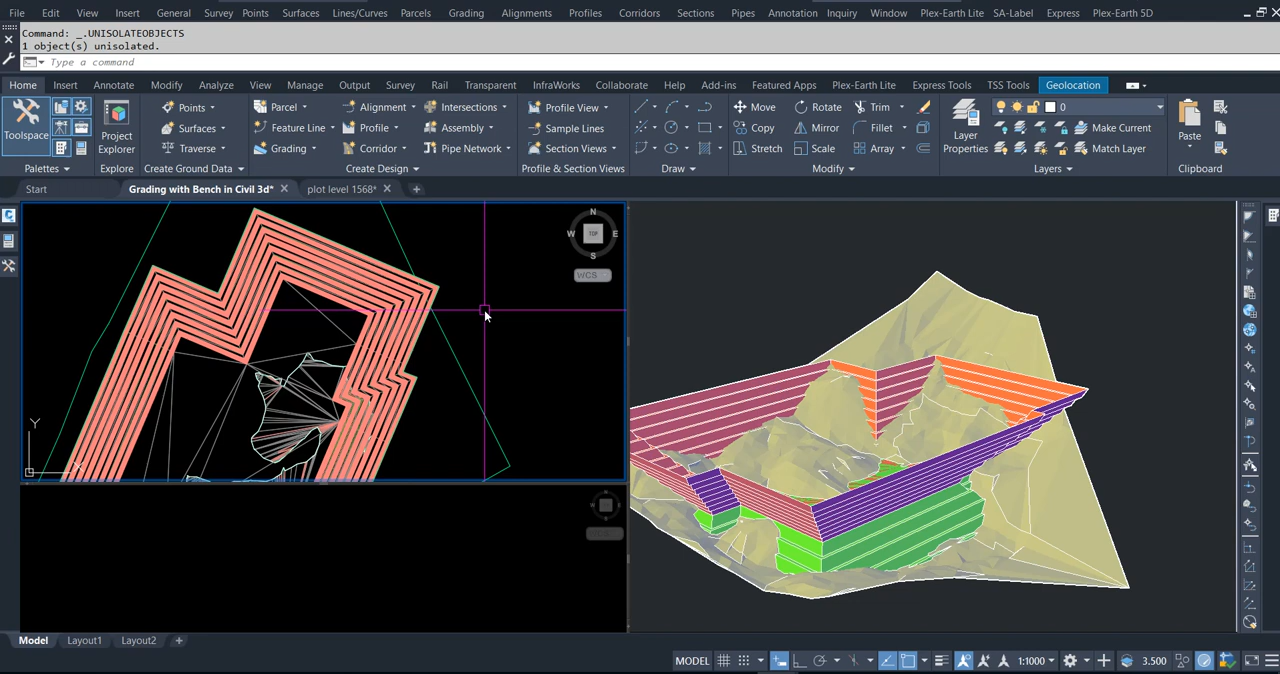 File Edit View Insert General Survey Points Surfaces Lines/Curves Parcels Grading Alignments Profiles Corridors Sections Pipes Annotation Inquiry Window Plex-Earth Lite SA-Label Express Plex-Earth 5D
Command: _.UNISOLATEOBJECTS
1 object(s) unisolated.
Type a command
Home Insert Annotate Modify Analyze View Manage Output Survey Rail Transparent InfraWorks Collaborate Help Add-ins Featured Apps Plex-Earth Lite Express Tools TSS Tools Geolocation
Points Parcel Alignment Intersections Profile View Move Rotate Trim 0
Toolspace Project Explorer Surfaces Feature Line Profile Assembly Sample Lines Copy Mirror Fillet Layer Properties Make Current Paste
Traverse Grading Corridor Pipe Network Section Views Stretch Scale Array Match Layer
Palettes Explore Create Ground Data Create Design Profile & Section Views Draw Modify Layers Clipboard
Start Grading with Bench in Civil 3d* plot level 1568*
N
W TOP E
S
WCS
Y
Model Layout1 Layout2
MODEL 1:1000 3.500